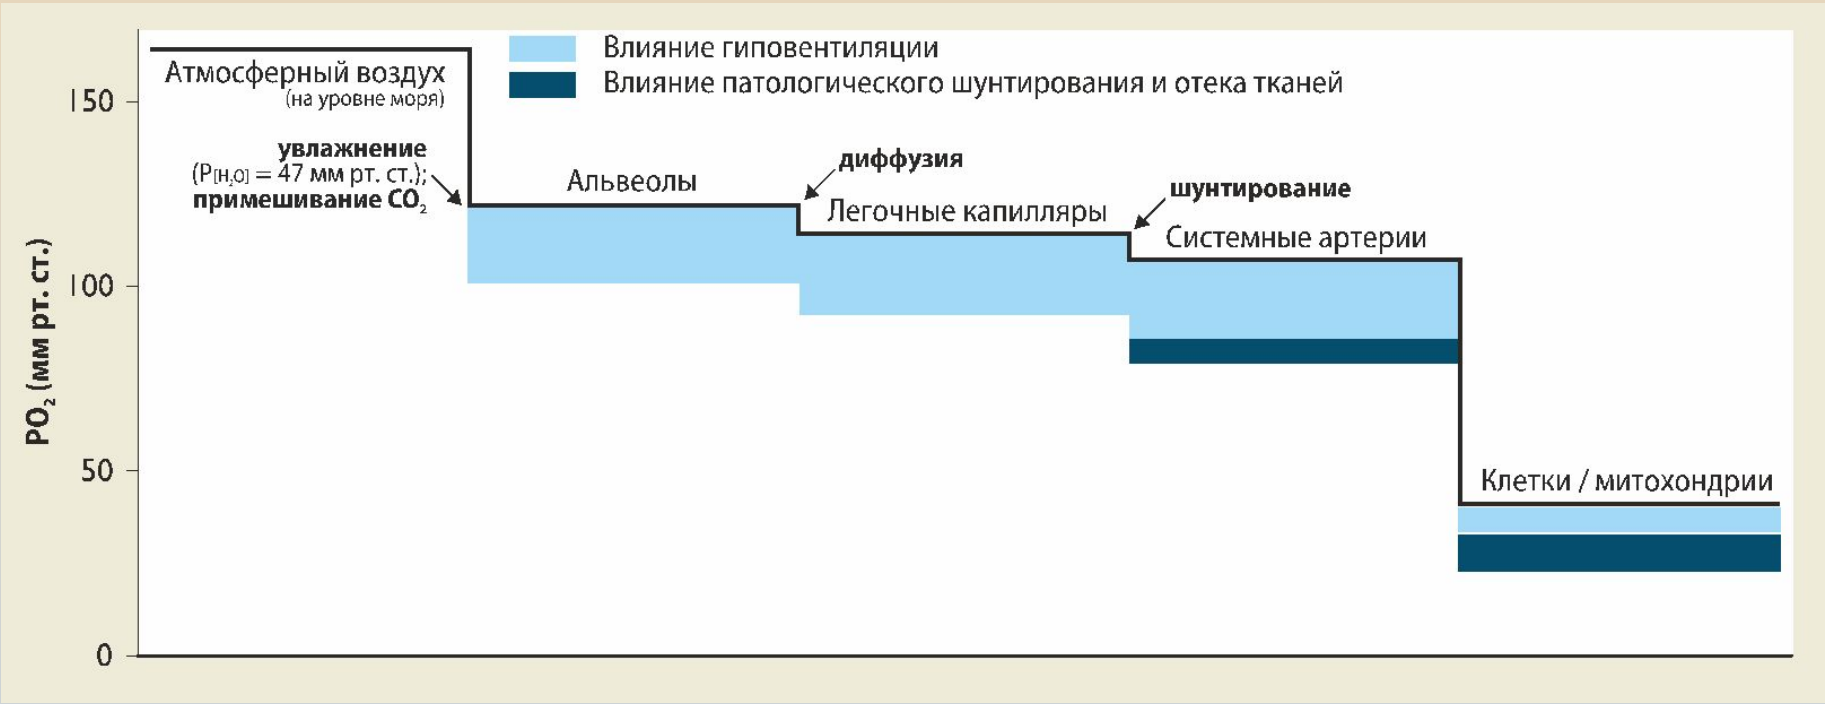 Влияние гиповентиляции
Влияние патологического шунтирования и отека тканей
Атмосферный воздух
(на уровне моря)
увлажнение
(P[H₂O] = 47 мм рт. ст.);
примешивание CO₂
Альвеолы
диффузия
Легочные капилляры
шунтирование
Системные артерии
Клетки / митохондрии
PO₂ (мм рт. ст.)
150
100
50
0